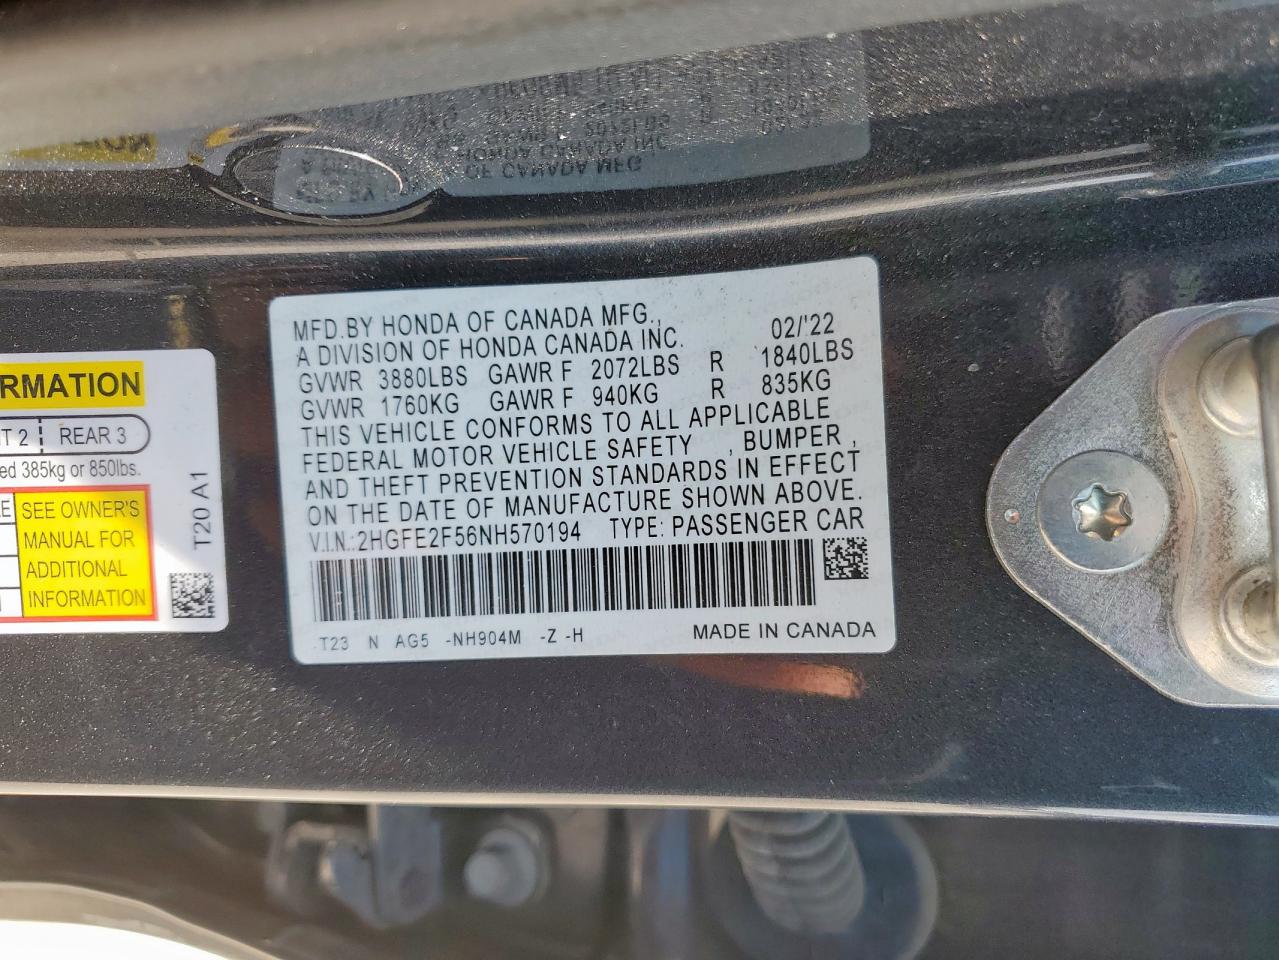 MFD.BY HONDA OF CANADA MFG.,
A DIVISION OF HONDA CANADA INC. 02/'22
GVWR 3880LBS GAWR F 2072LBS R 1840LBS
GVWR 1760KG GAWR F 940KG R 835KG
THIS VEHICLE CONFORMS TO ALL APPLICABLE
FEDERAL MOTOR VEHICLE SAFETY , BUMPER ,
AND THEFT PREVENTION STANDARDS IN EFFECT
ON THE DATE OF MANUFACTURE SHOWN ABOVE.
V.I.N.:2HGFE2F56NH570194 TYPE: PASSENGER CAR
T23 N AG5 -NH904M -Z -H MADE IN CANADA
RMATION
T 2 REAR 3
ed 385kg or 850lbs.
E SEE OWNER'S
MANUAL FOR
ADDITIONAL
INFORMATION
T20 A1